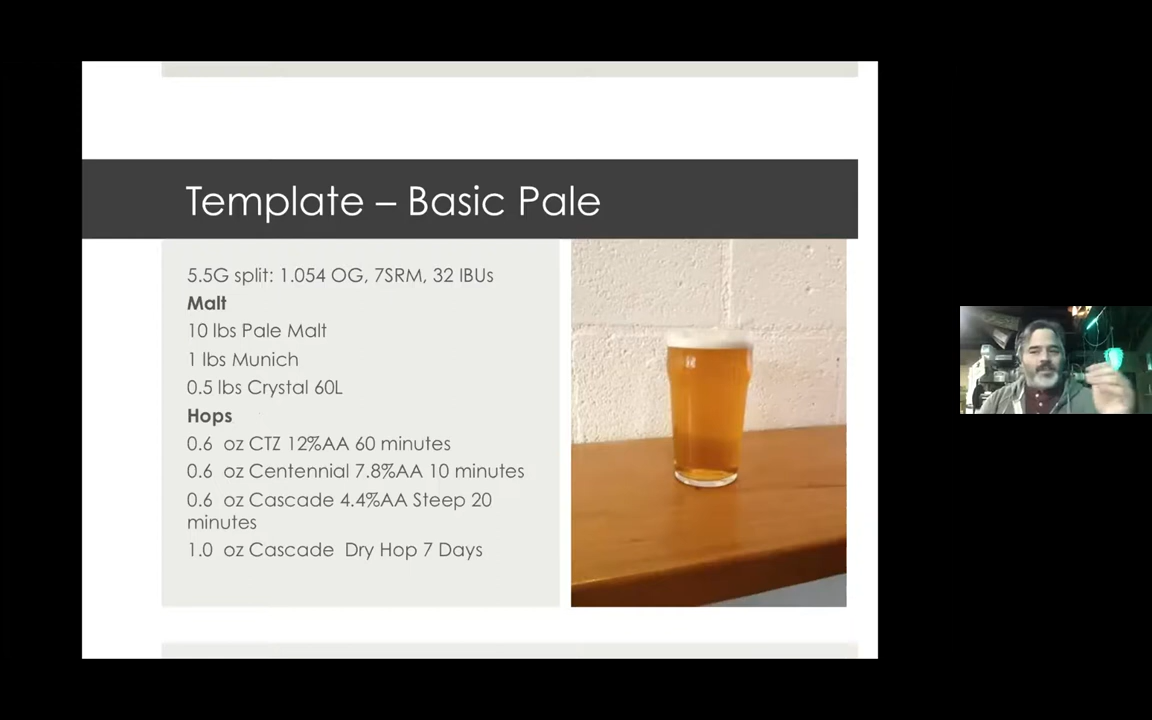 Template – Basic Pale
5.5G split: 1.054 OG, 7SRM, 32 IBUs
Malt
10 lbs Pale Malt
1 lbs Munich
0.5 lbs Crystal 60L
Hops
0.6 oz CTZ 12%AA 60 minutes
0.6 oz Centennial 7.8%AA 10 minutes
0.6 oz Cascade 4.4%AA Steep 20
minutes
1.0 oz Cascade Dry Hop 7 Days